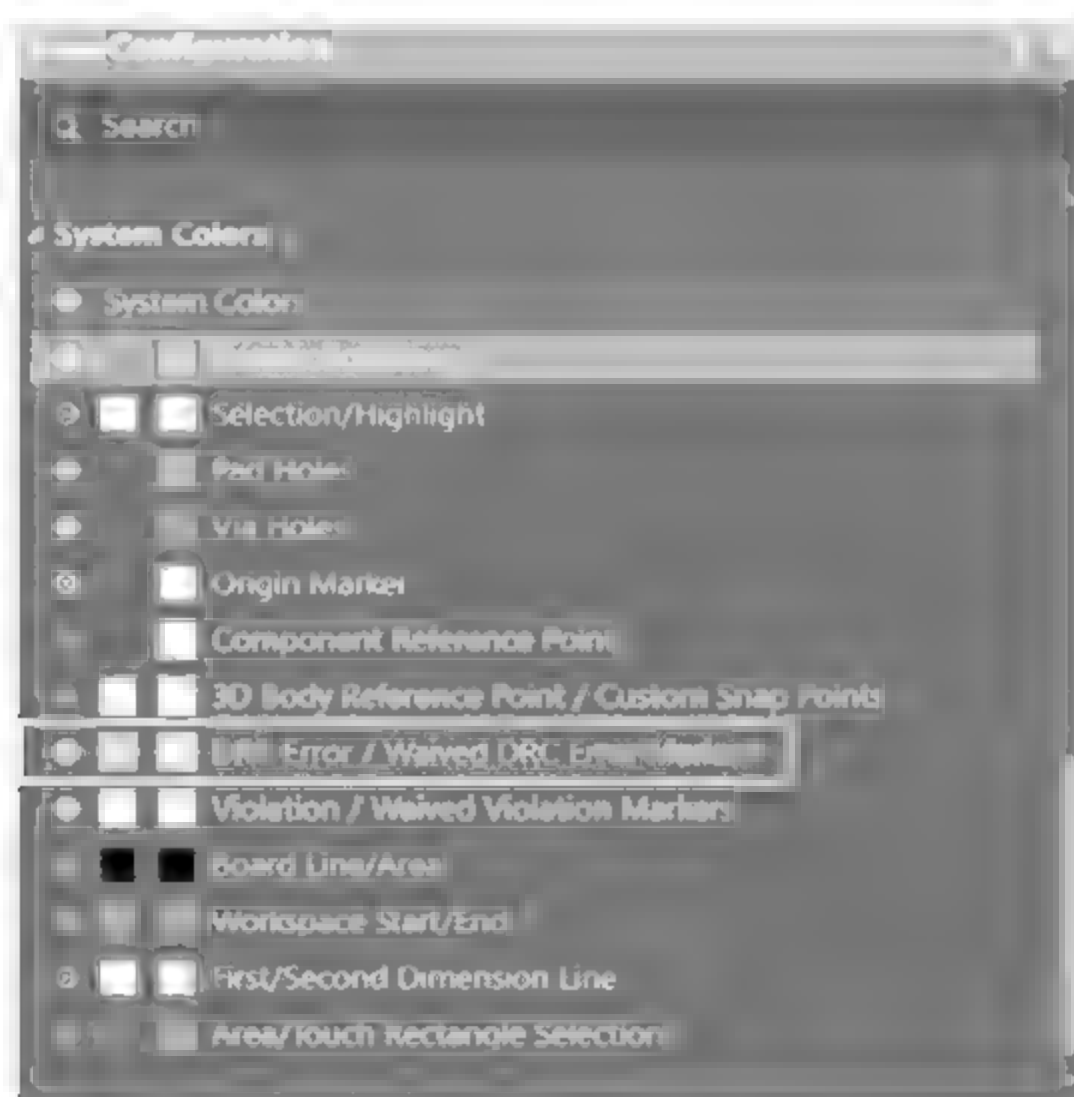 Configuration
Search
System Colors
System Colors
Selection/Highlight
Pad Holes
Via Holes
Origin Marker
Component Reference Point
3D Body Reference Point / Custom Snap Points
DRC Error / Waived DRC Error
Violation / Waived Violation Markers
Board Line/Area
Workspace Start/End
First/Second Dimension Line
Area/Touch Rectangle Selection